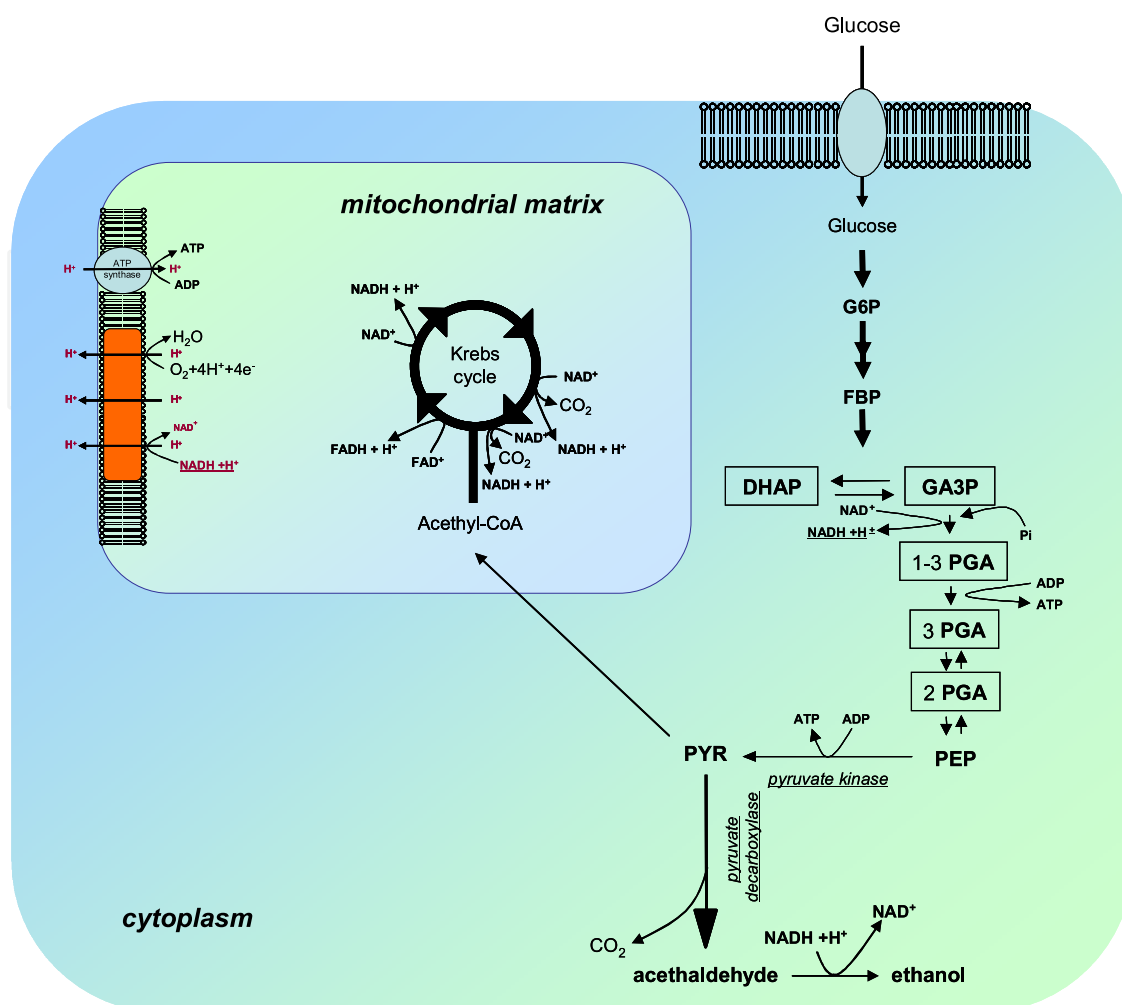 Glucose
mitochondrial matrix
Glucose
ATP
H⁺
ATP
synthase
H⁺
ADP
NADH + H⁺
G6P
H₂O
NAD⁺
H⁺
H⁺
O₂+4H⁺+4e⁻
Krebs
cycle
NAD⁺
CO₂
FBP
H⁺
H⁺
NAD⁺
H⁺
H⁺
NADH +H⁺
FADH + H⁺
FAD⁺
NAD⁺
CO₂
NADH + H⁺
NADH + H⁺
DHAP
GA3P
NAD⁺
NADH +H±
Pi
Acethyl-CoA
1-3 PGA
ADP
ATP
3 PGA
2 PGA
ATP
ADP
PYR
PEP
pyruvate kinase
pyruvate
decarboxylase
cytoplasm
CO₂
NADH +H⁺
NAD⁺
acethaldehyde
ethanol